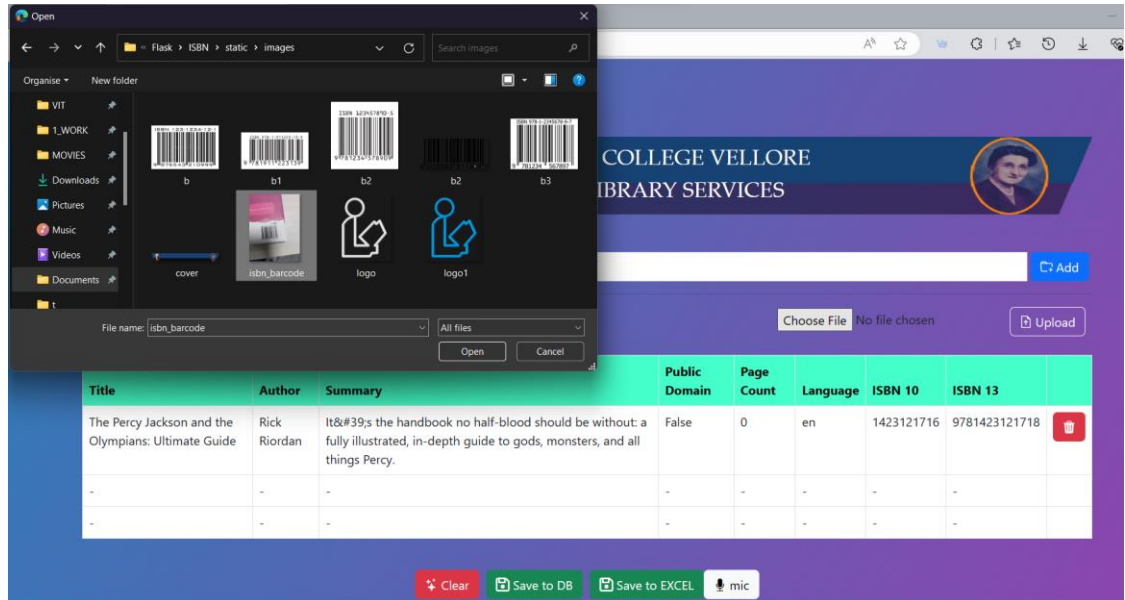 Open
Flask > ISBN > static > images
Search images
Organise
New folder
VIT
1_WORK
MOVIES
Downloads
Pictures
Music
Videos
Documents
t
b
b1
b2
b2
b3
cover
isbn_barcode
logo
logo1
File name: isbn_barcode
All files
Open
Cancel
COLLEGE VELLORE
IBRARY SERVICES
Add
Choose File No file chosen
Upload
Title Author Summary Public Domain Page Count Language ISBN 10 ISBN 13
The Percy Jackson and the Rick It&#39;s the handbook no half-blood should be without: a False 0 en 1423121716 9781423121718
Olympians: Ultimate Guide Riordan fully illustrated, in-depth guide to gods, monsters, and all
things Percy.
- - - - - - - -
- - - - - - - -
Clear Save to DB Save to EXCEL mic